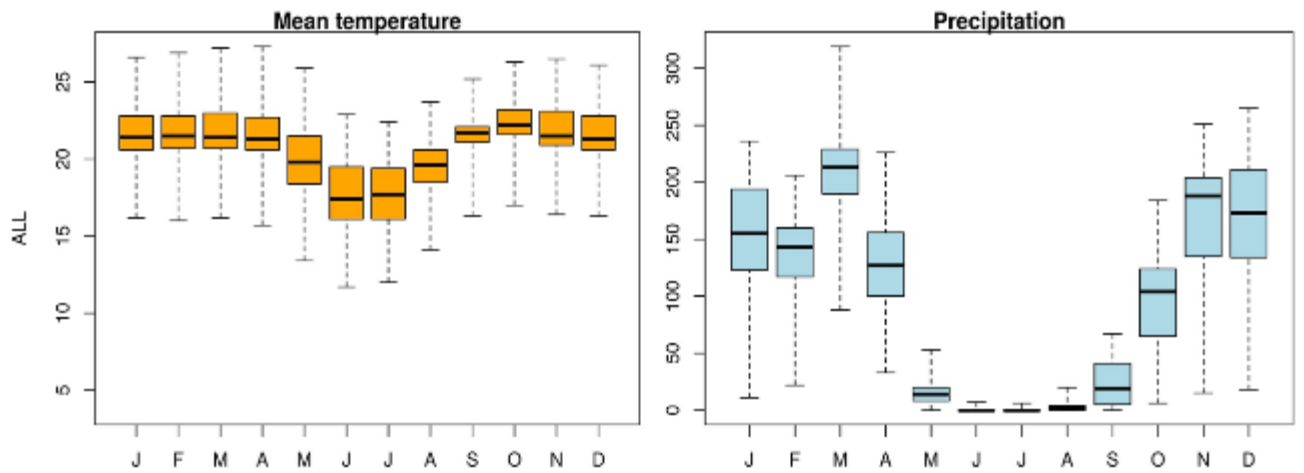 Mean temperature
Precipitation
ALL
25
20
15
10
5
J F M A M J J A S O N D
300
250
200
150
100
50
0
J F M A M J J A S O N D